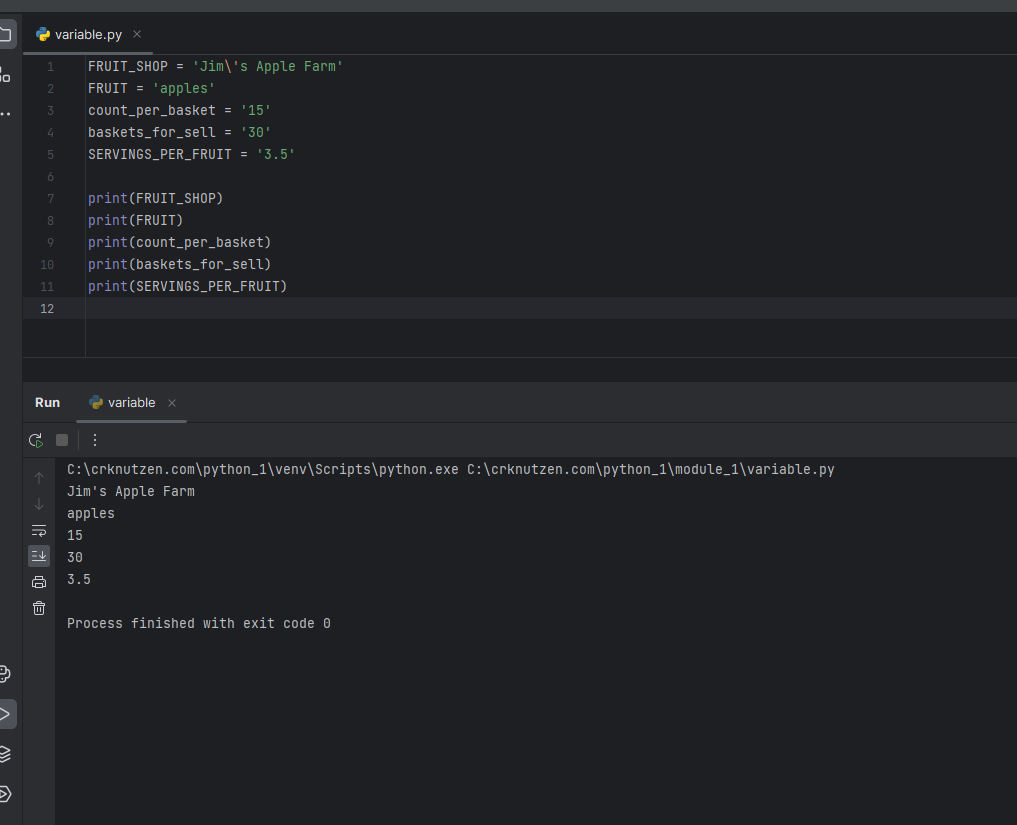 variable.py
1 FRUIT_SHOP = 'Jim\'s Apple Farm'
2 FRUIT = 'apples'
3 count_per_basket = '15'
4 baskets_for_sell = '30'
5 SERVINGS_PER_FRUIT = '3.5'
6
7 print(FRUIT_SHOP)
8 print(FRUIT)
9 print(count_per_basket)
10 print(baskets_for_sell)
11 print(SERVINGS_PER_FRUIT)
12
Run variable
C:\crknutzen.com\python_1\venv\Scripts\python.exe C:\crknutzen.com\python_1\module_1\variable.py
Jim's Apple Farm
apples
15
30
3.5
Process finished with exit code 0